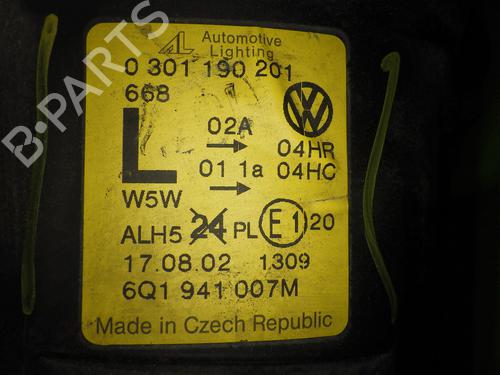 AL Automotive
Lighting
0 301 190 201
668
L
VW
02A
04HR
01 1a 04HC
W5W
ALH5 24 PL E1 20
17.08.02 1309
6Q1 941 007M
Made in Czech Republic
B-PARTS